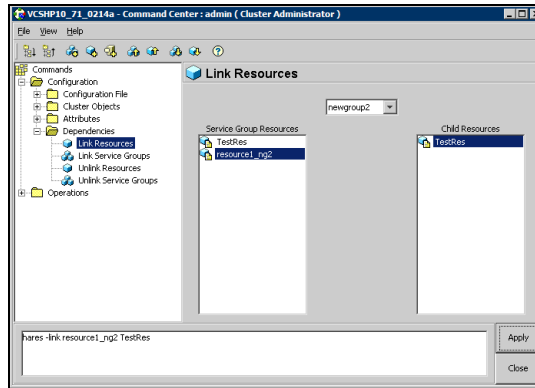 VCSHP10_71_0214a - Command Center : admin ( Cluster Administrator )
File View Help
Commands
Configuration
Configuration File
Cluster Objects
Attributes
Dependencies
Link Resources
Link Service Groups
Unlink Resources
Unlink Service Groups
Operations
Link Resources
newgroup2
Service Group Resources
TestRes
resource1_ng2
Child Resources
TestRes
hares -link resource1_ng2 TestRes
Apply
Close